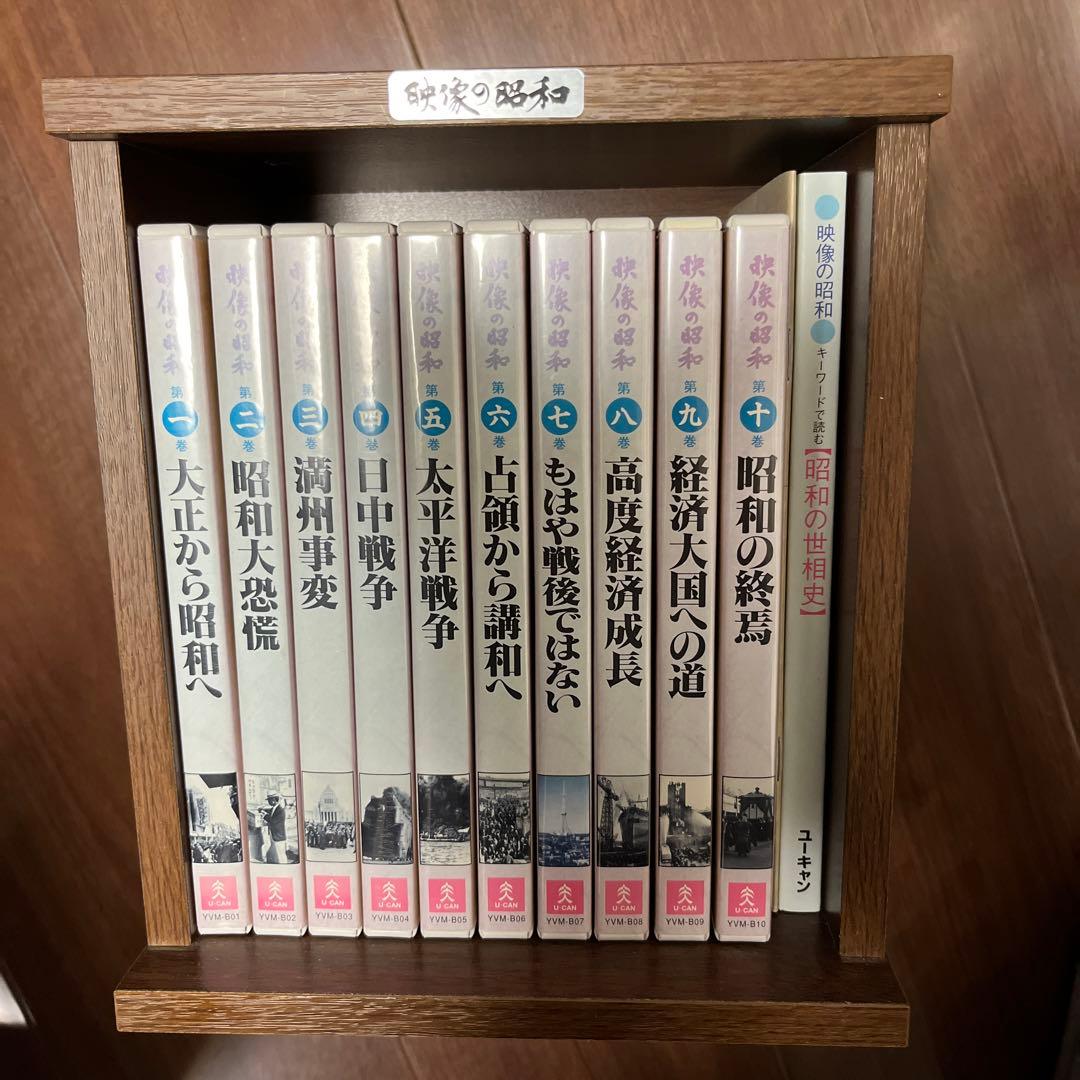 映像の昭和
映像の昭和
第一巻
大正から昭和へ
U-CAN
YVM-B01
映像の昭和
第二巻
昭和大恐慌
U-CAN
YVM-B02
映像の昭和
第三巻
満州事変
U-CAN
YVM-B03
映像の昭和
第四巻
日中戦争
U-CAN
YVM-B04
映像の昭和
第五巻
太平洋戦争
U-CAN
YVM-B05
映像の昭和
第六巻
占領から講和へ
U-CAN
YVM-B06
映像の昭和
第七巻
もはや戦後ではない
U-CAN
YVM-B07
映像の昭和
第八巻
高度経済成長
U-CAN
YVM-B08
映像の昭和
第九巻
経済大国への道
U-CAN
YVM-B09
映像の昭和
第十巻
昭和の終焉
U-CAN
YVM-B10
●映像の昭和●キーワードで読む【昭和の世相史】
ユーキャン